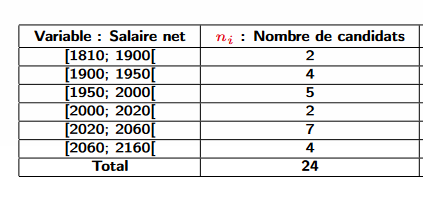 Variable : Salaire net n_i : Nombre de candidats
[1810; 1900[ 2
[1900; 1950[ 4
[1950; 2000[ 5
[2000; 2020[ 2
[2020; 2060[ 7
[2060; 2160[ 4
Total 24